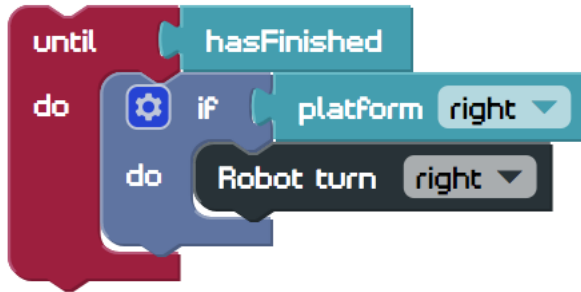 until hasFinished
do if platform right
do Robot turn right